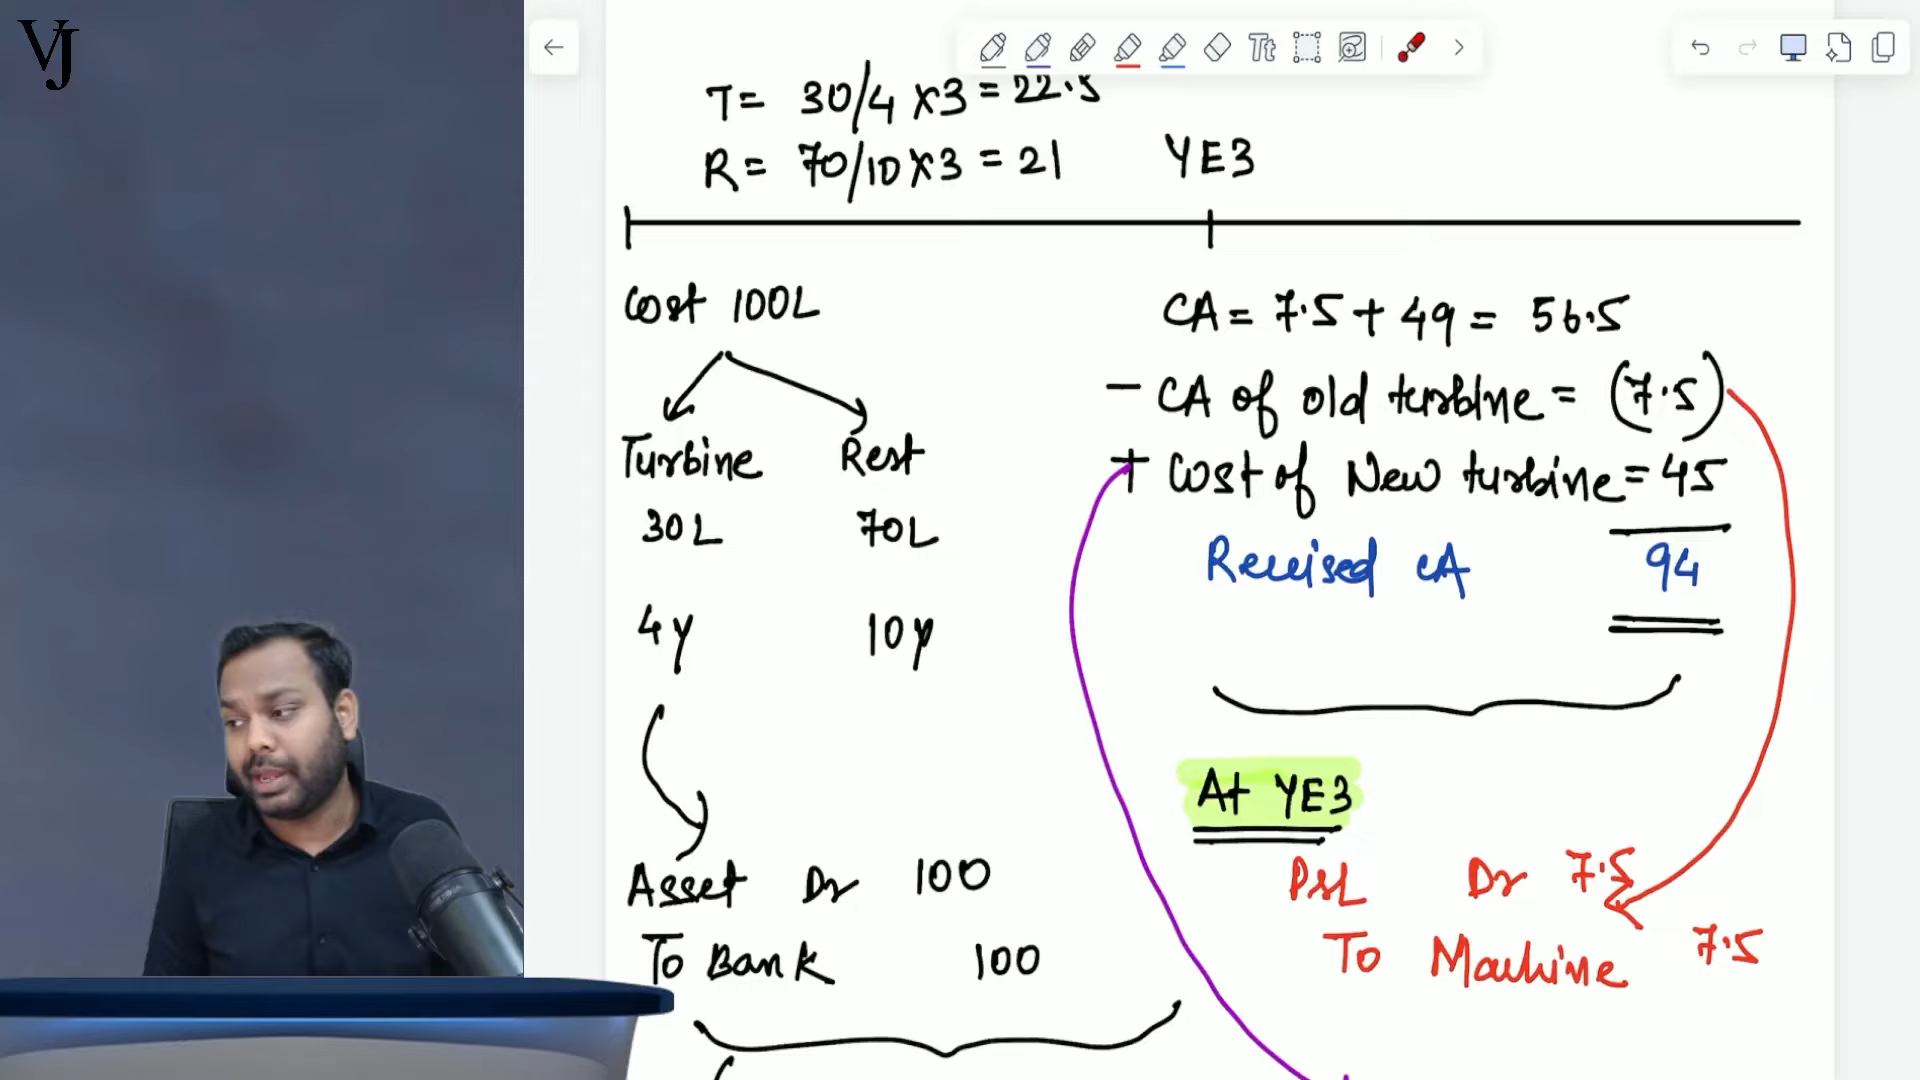 VJ
Tt
T= 30/4 X3 = 22.5
R= 70/10X3 = 21
YE3
Cost 100L
Turbine Rest
30L 70L
4y 10y
Asset Dr 100
To Bank 100
CA = 7.5 + 49 = 56.5
- CA of old turbine = (7.5)
+ Cost of New turbine = 45
Revised CA 94
At YE3
P&L Dr 7.5
To Machine 7.5